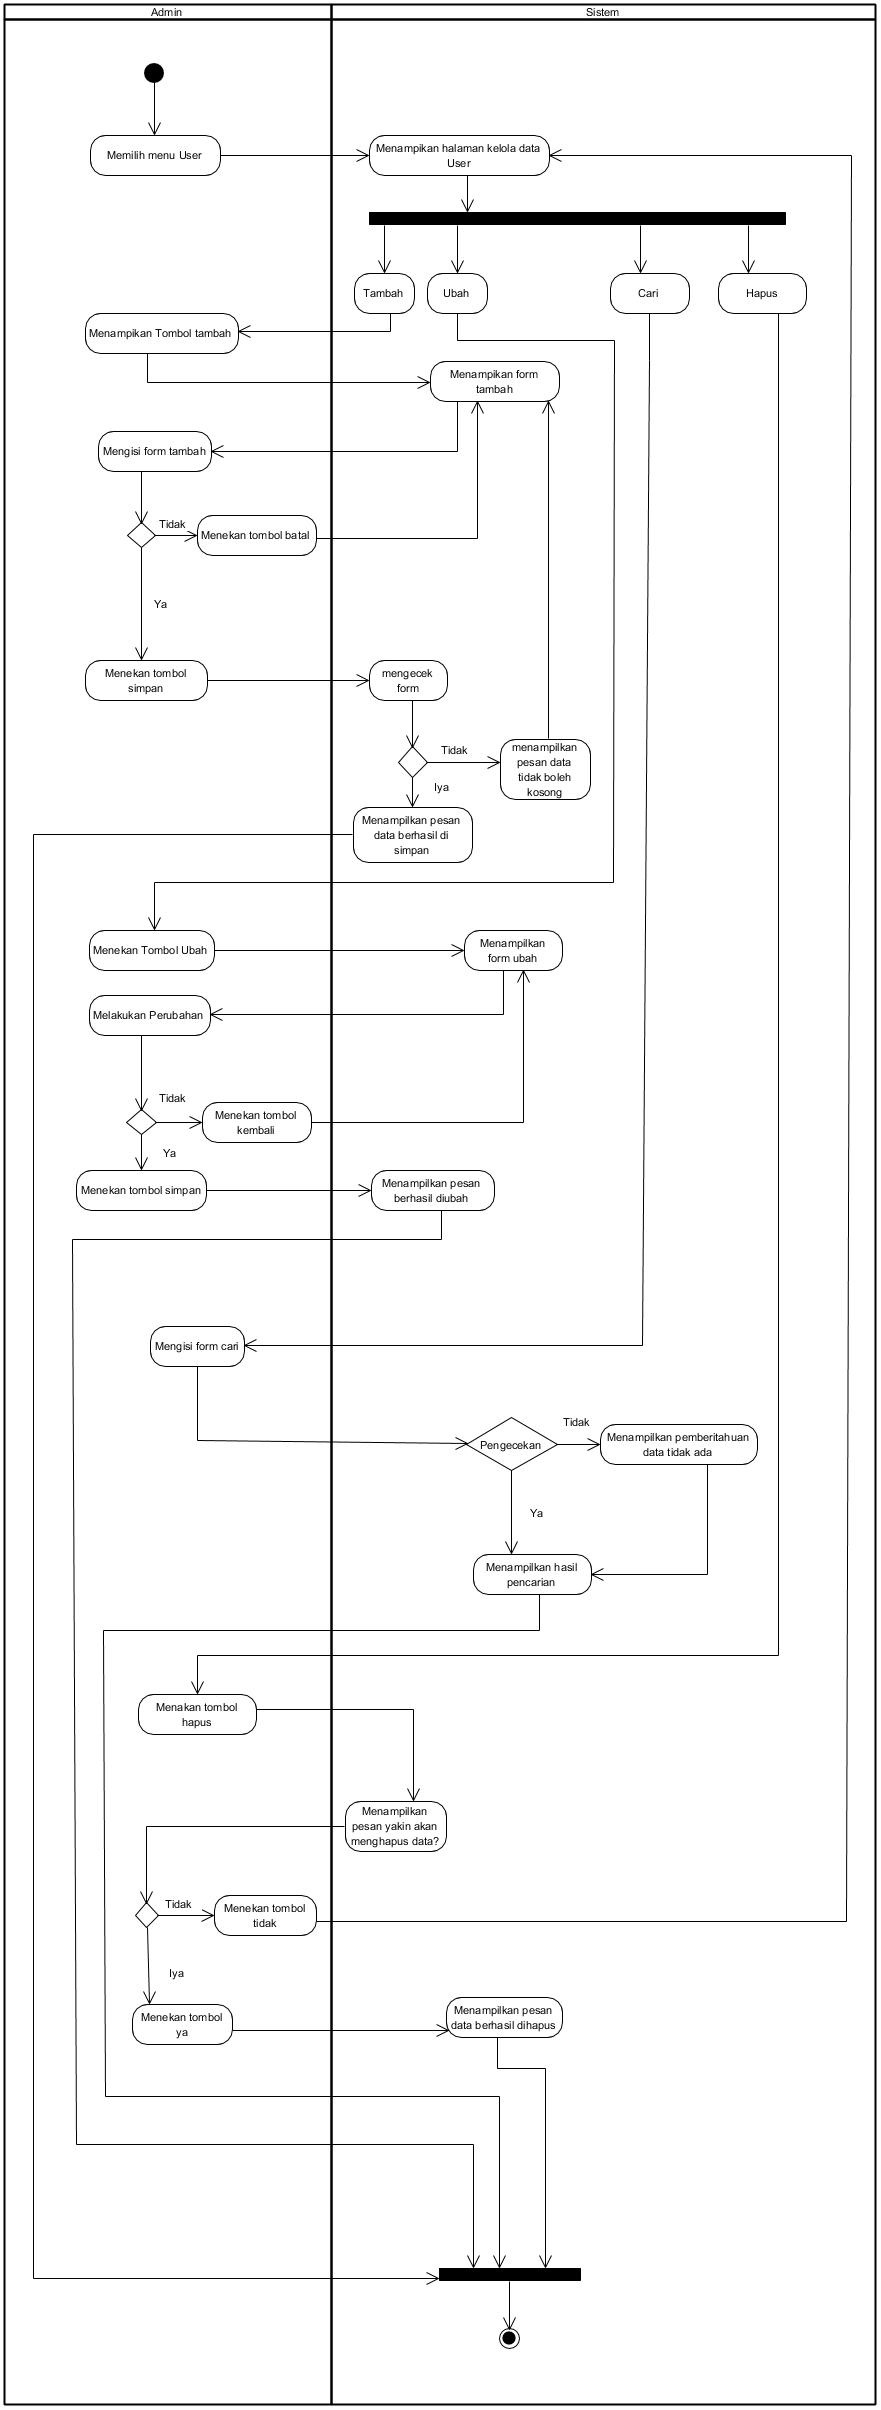 Admin
Sistem
Memilih menu User
Menampikan halaman kelola data
User
Tambah
Ubah
Cari
Hapus
Menampikan Tombol tambah
Menampikan form
tambah
Mengisi form tambah
Tidak
Menekan tombol batal
Ya
Menekan tombol
simpan
mengecek
form
Tidak
menampilkan
pesan data
tidak boleh
kosong
Iya
Menampilkan pesan
data berhasil di
simpan
Menekan Tombol Ubah
Menampilkan
form ubah
Melakukan Perubahan
Tidak
Menekan tombol
kembali
Ya
Menekan tombol simpan
Menampilkan pesan
berhasil diubah
Mengisi form cari
Pengecekan
Tidak
Menampilkan pemberitahuan
data tidak ada
Ya
Menampilkan hasil
pencarian
Menakan tombol
hapus
Menampilkan
pesan yakin akan
menghapus data?
Tidak
Menekan tombol
tidak
Iya
Menekan tombol
ya
Menampilkan pesan
data berhasil dihapus